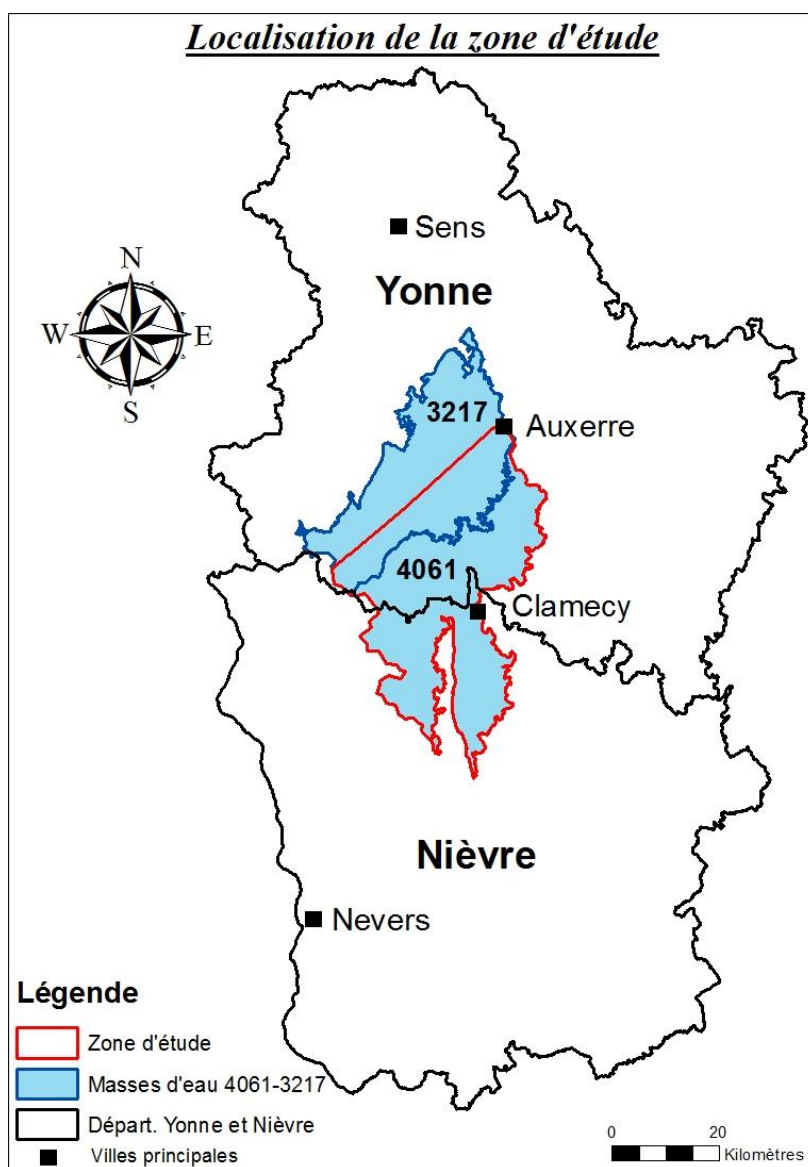 Localisation de la zone d'étude
N
W E
S
Sens
Yonne
3217
Auxerre
4061
Clamecy
Nièvre
Nevers
Légende
Zone d'étude
Masses d'eau 4061-3217
Départ. Yonne et Nièvre
Villes principales
0 20
Kilomètres